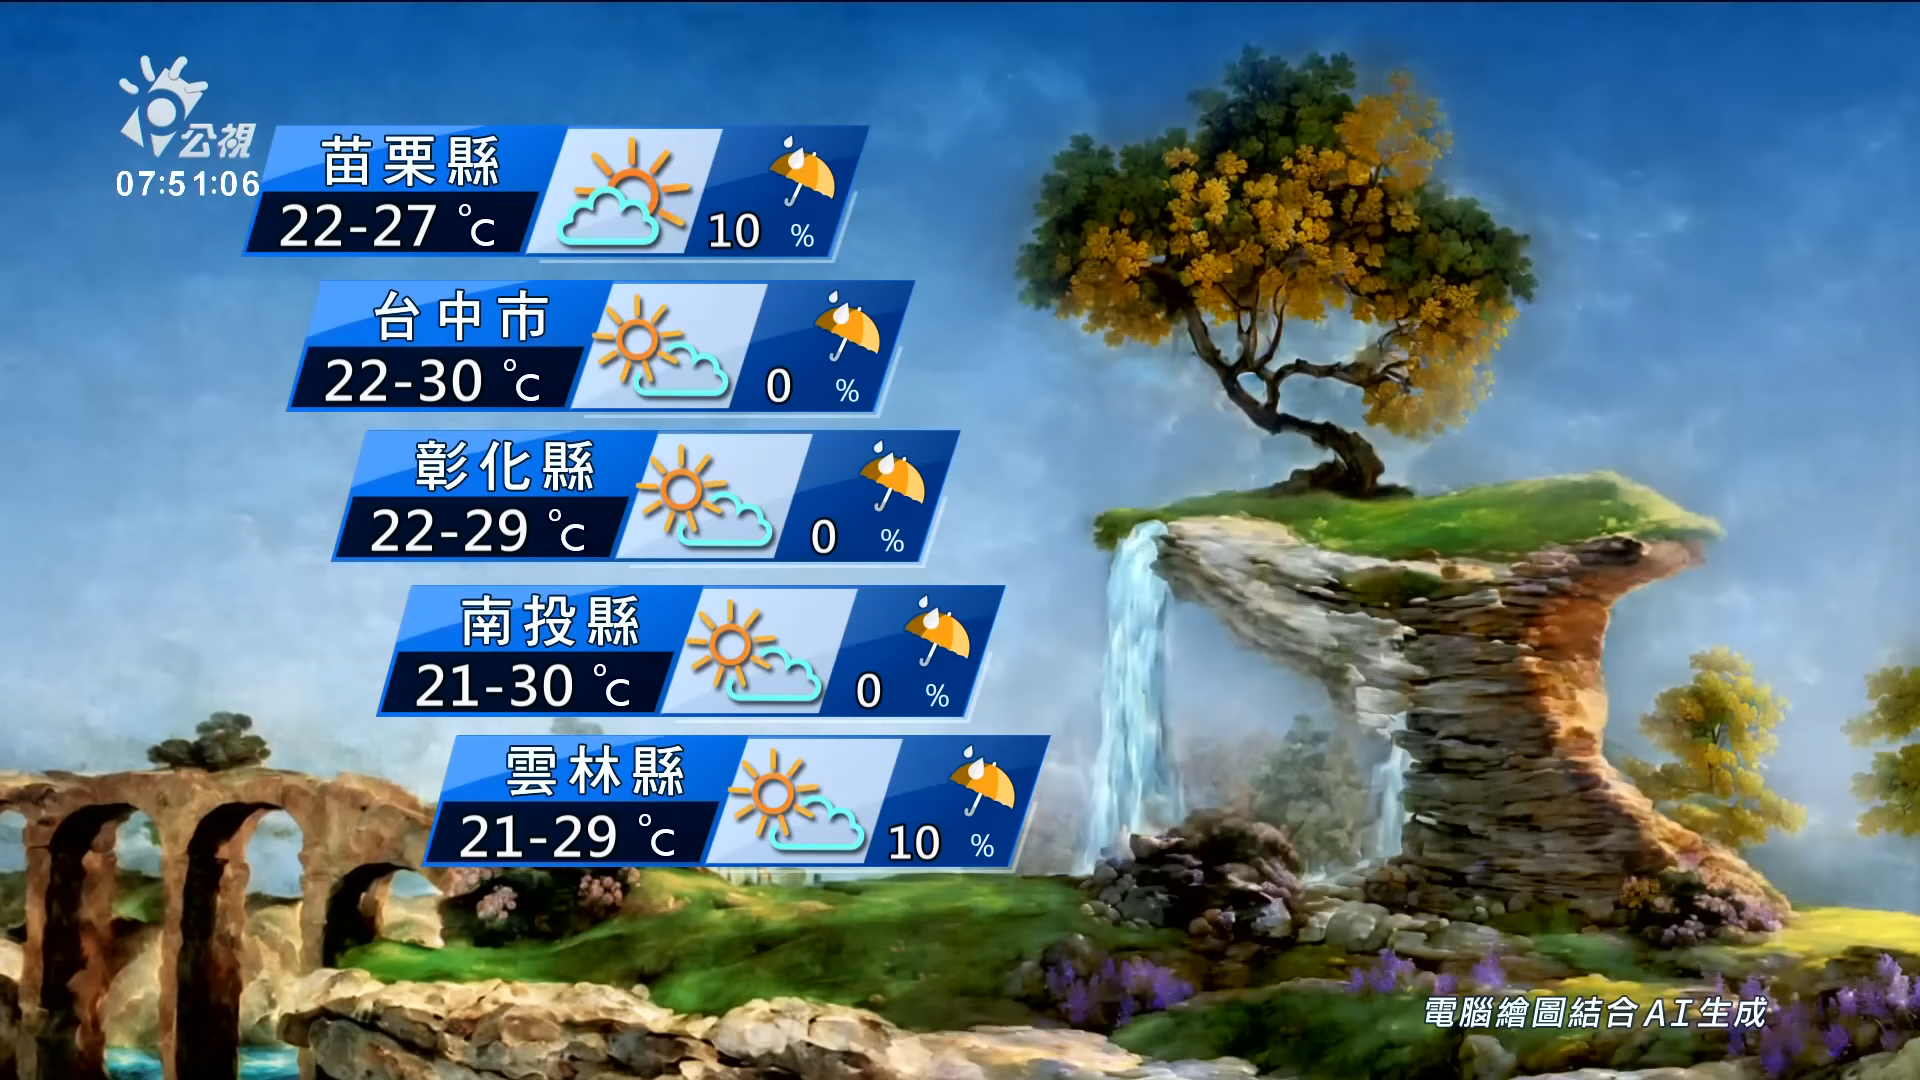 公視
07:51:06
苗栗縣
22-27 ℃
10 %
台中市
22-30 ℃
0 %
彰化縣
22-29 ℃
0 %
南投縣
21-30 ℃
0 %
雲林縣
21-29 ℃
10 %
電腦繪圖結合AI生成